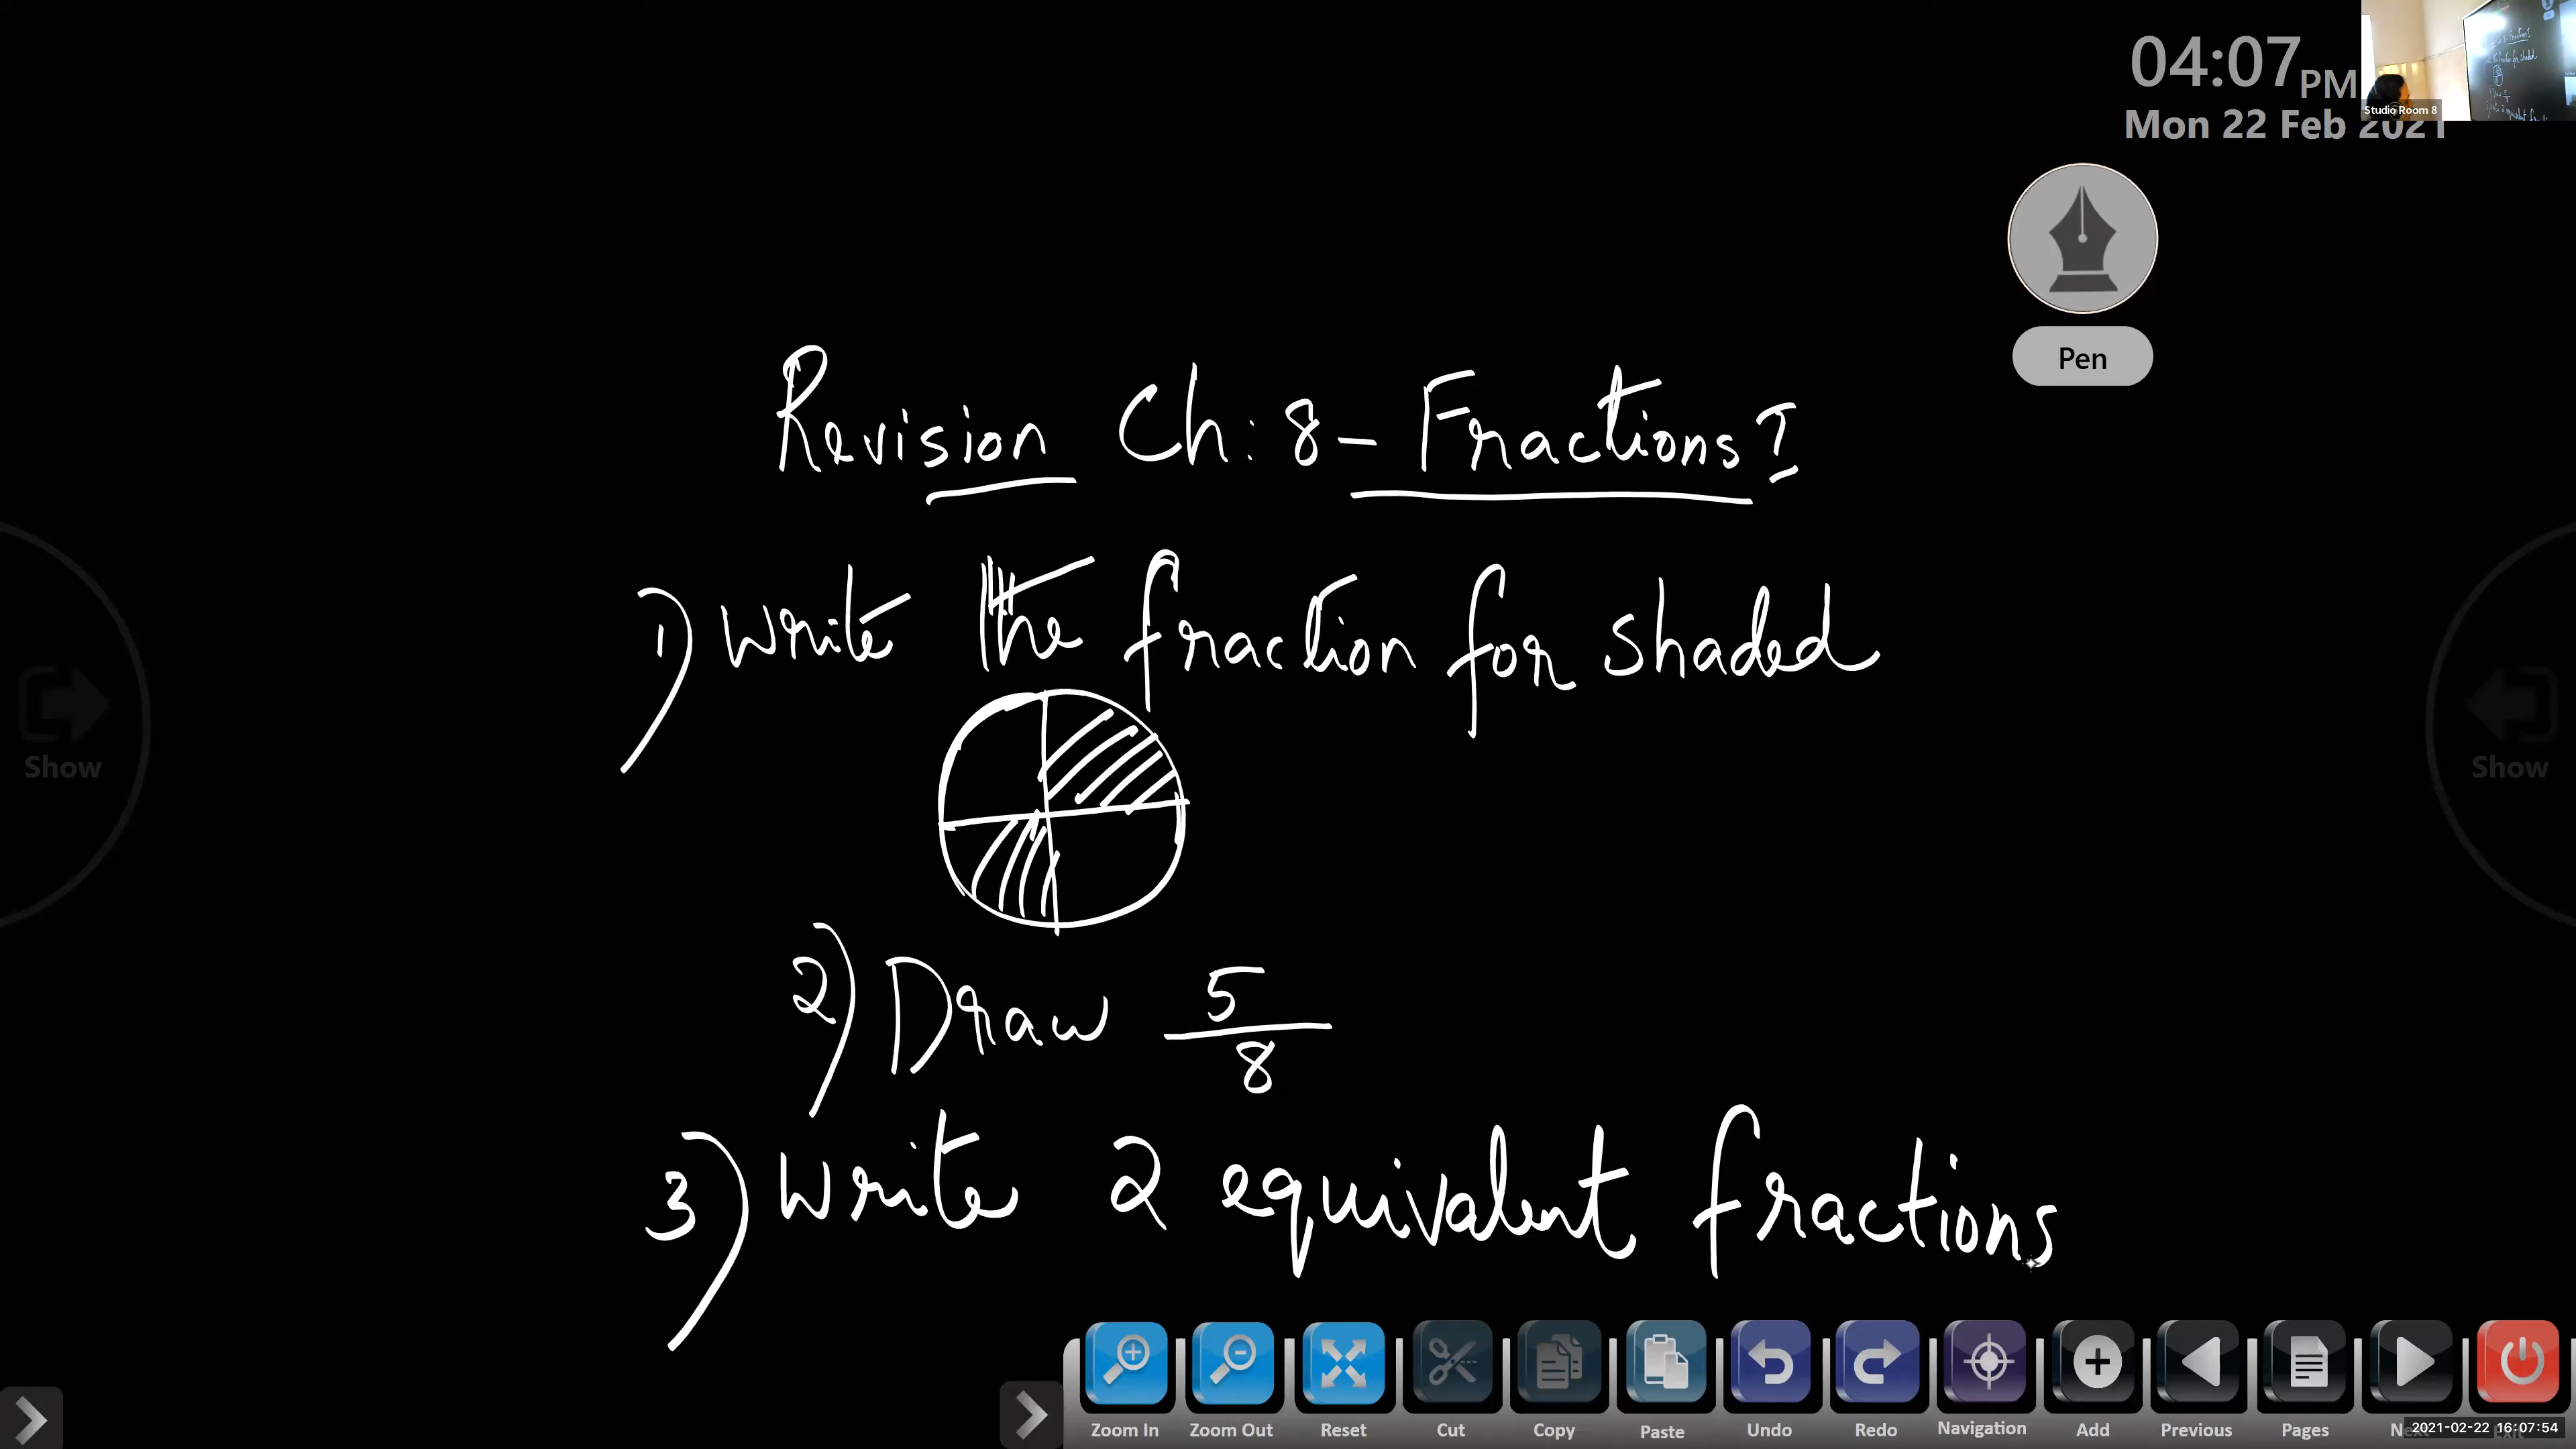 04:07 PM
Mon 22 Feb 2021
Studio Room 8
Pen
Revision Ch: 8 - Fractions I
1) Write the fraction for shaded
2) Draw 5/8
3) Write 2 equivalent fractions
Show
Show
Zoom In Zoom Out Reset Cut Copy Paste Undo Redo Navigation Add Previous Pages
2021-02-22 16:07:54